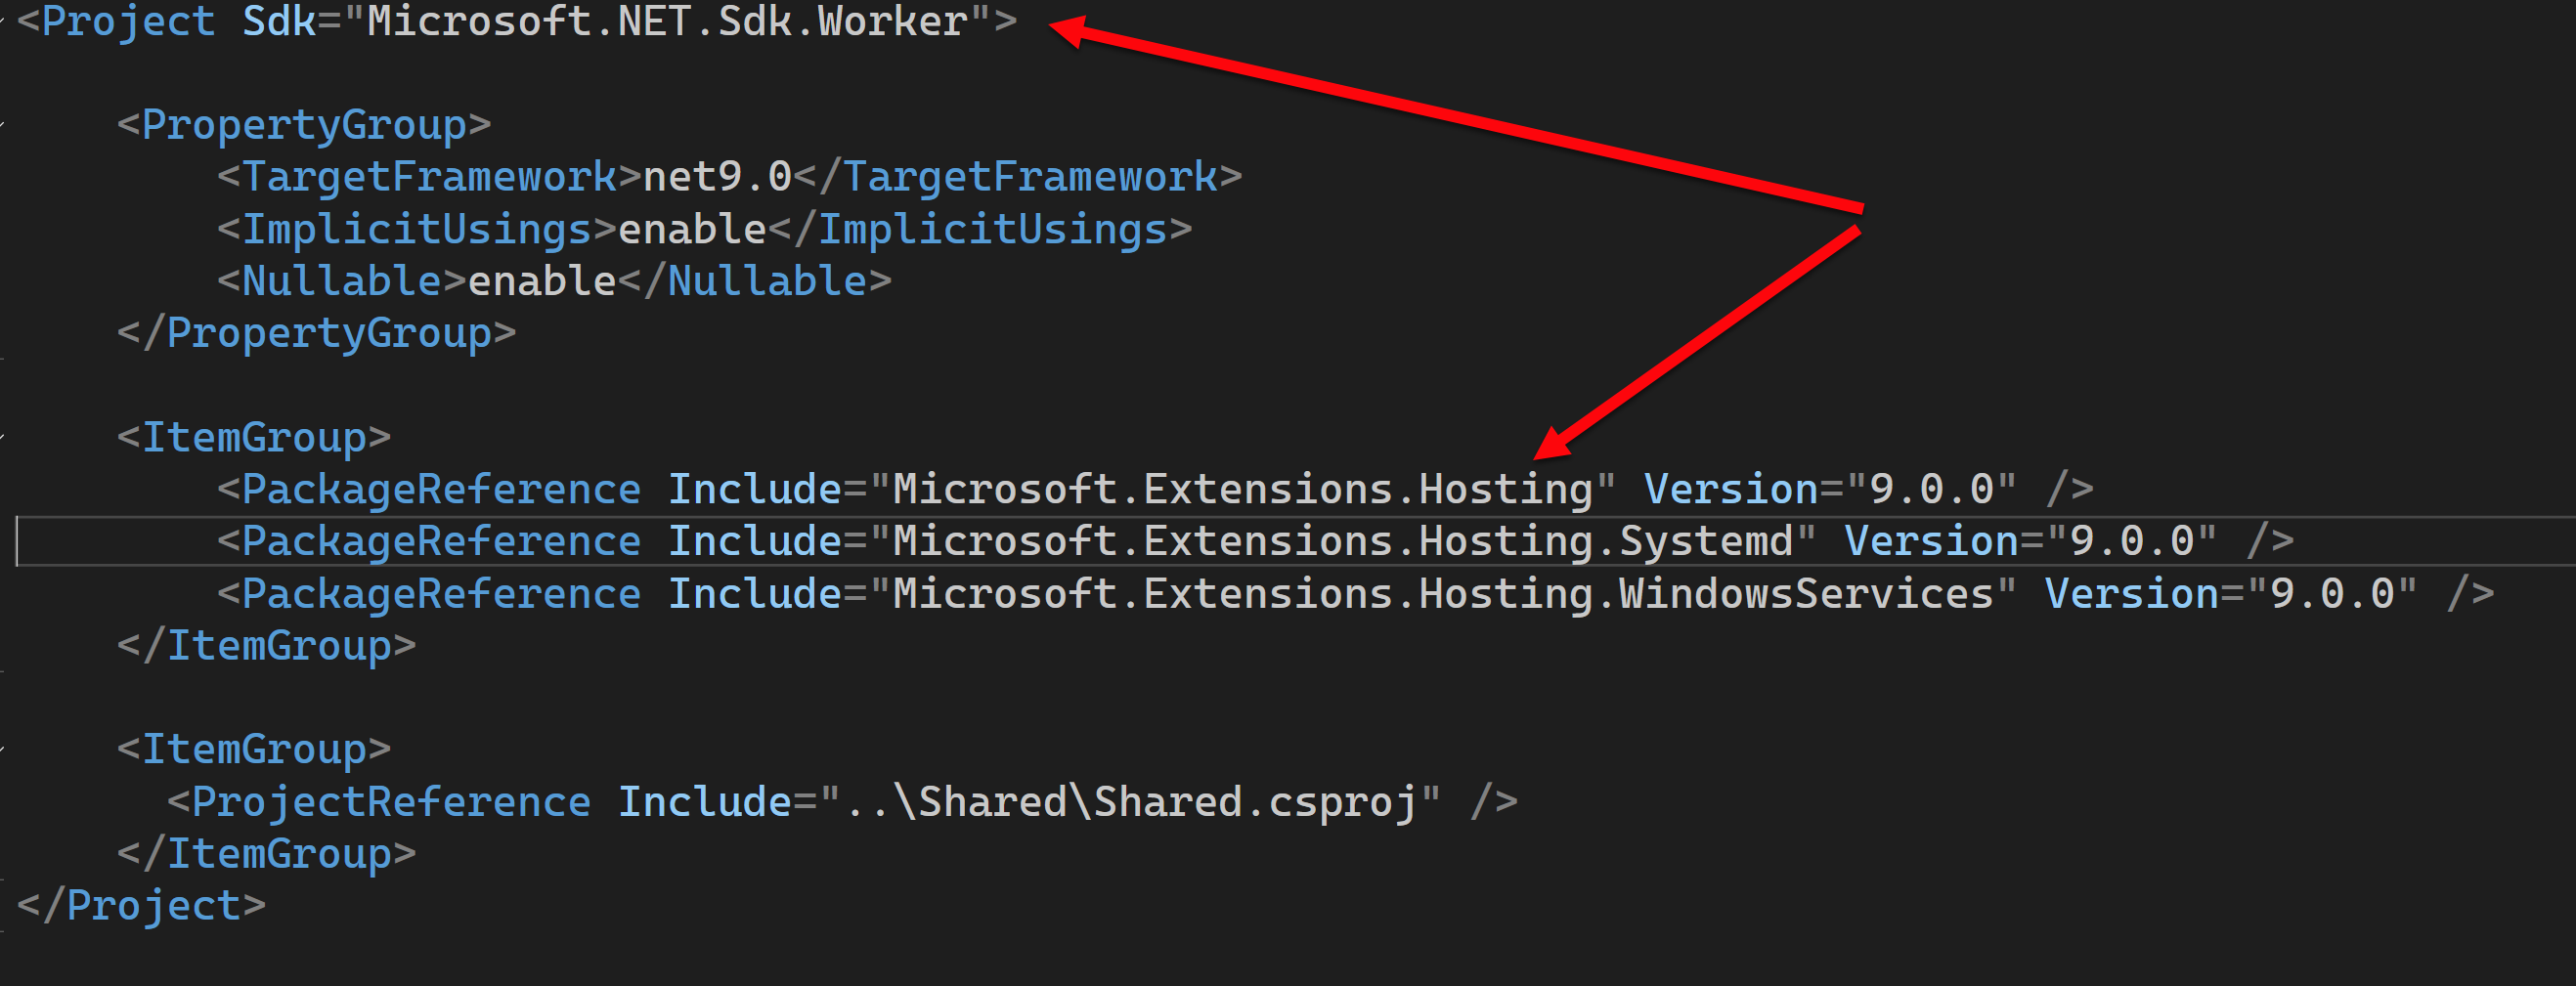 <Project Sdk="Microsoft.NET.Sdk.Worker">
<PropertyGroup>
<TargetFramework>net9.0</TargetFramework>
<ImplicitUsings>enable</ImplicitUsings>
<Nullable>enable</Nullable>
</PropertyGroup>
<ItemGroup>
<PackageReference Include="Microsoft.Extensions.Hosting" Version="9.0.0" />
<PackageReference Include="Microsoft.Extensions.Hosting.Systemd" Version="9.0.0" />
<PackageReference Include="Microsoft.Extensions.Hosting.WindowsServices" Version="9.0.0" />
</ItemGroup>
<ItemGroup>
<ProjectReference Include="..\Shared\Shared.csproj" />
</ItemGroup>
</Project>